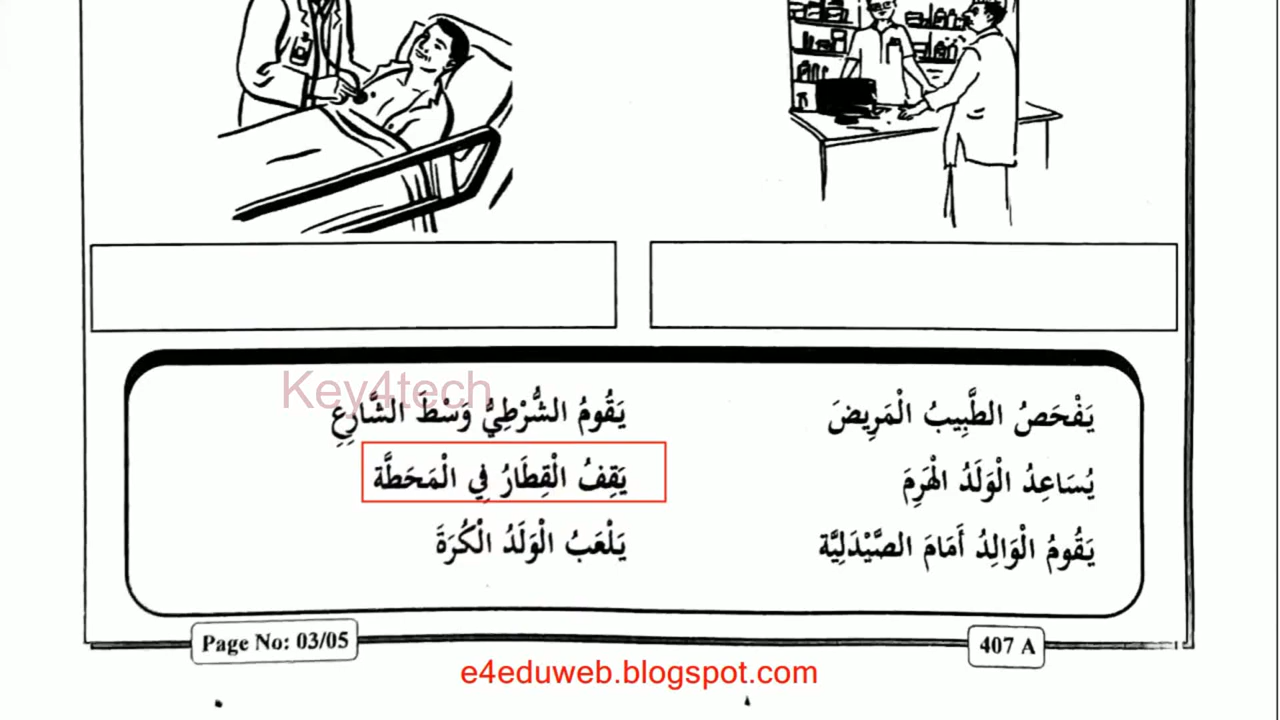 يَفْحَصُ الطَّبِيبُ الْمَرِيضَ
يَقُومُ الشُّرْطِيُّ وَسْطَ الشَّارِعِ
Key4tech
يُسَاعِدُ الْوَلَدُ الْهَرِمَ
يَقِفُ الْقِطَارُ فِي الْمَحَطَّة
يَقُومُ الْوَالِدُ أَمَامَ الصَّيْدَلِيَّة
يَلْعَبُ الْوَلَدُ الْكُرَةَ
Page No: 03/05
407 A
e4eduweb.blogspot.com